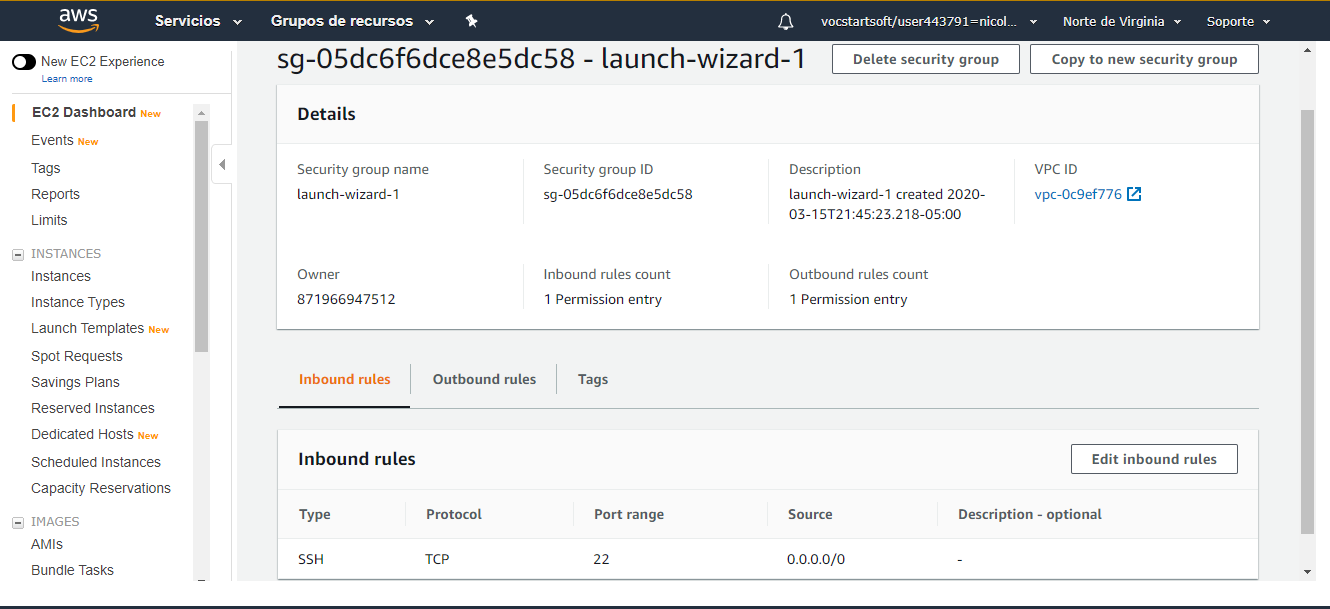 aws
Servicios
Grupos de recursos
vocstartsoft/user443791=nicol...
Norte de Virginia
Soporte
New EC2 Experience
Learn more
EC2 Dashboard New
Events New
Tags
Reports
Limits
INSTANCES
Instances
Instance Types
Launch Templates New
Spot Requests
Savings Plans
Reserved Instances
Dedicated Hosts New
Scheduled Instances
Capacity Reservations
IMAGES
AMIs
Bundle Tasks
sg-05dc6f6dce8e5dc58 - launch-wizard-1
Delete security group
Copy to new security group
Details
Security group name
launch-wizard-1
Security group ID
sg-05dc6f6dce8e5dc58
Description
launch-wizard-1 created 2020-
03-15T21:45:23.218-05:00
VPC ID
vpc-0c9ef776
Owner
871966947512
Inbound rules count
1 Permission entry
Outbound rules count
1 Permission entry
Inbound rules
Outbound rules
Tags
Inbound rules
Edit inbound rules
Type Protocol Port range Source Description - optional
SSH TCP 22 0.0.0.0/0 -